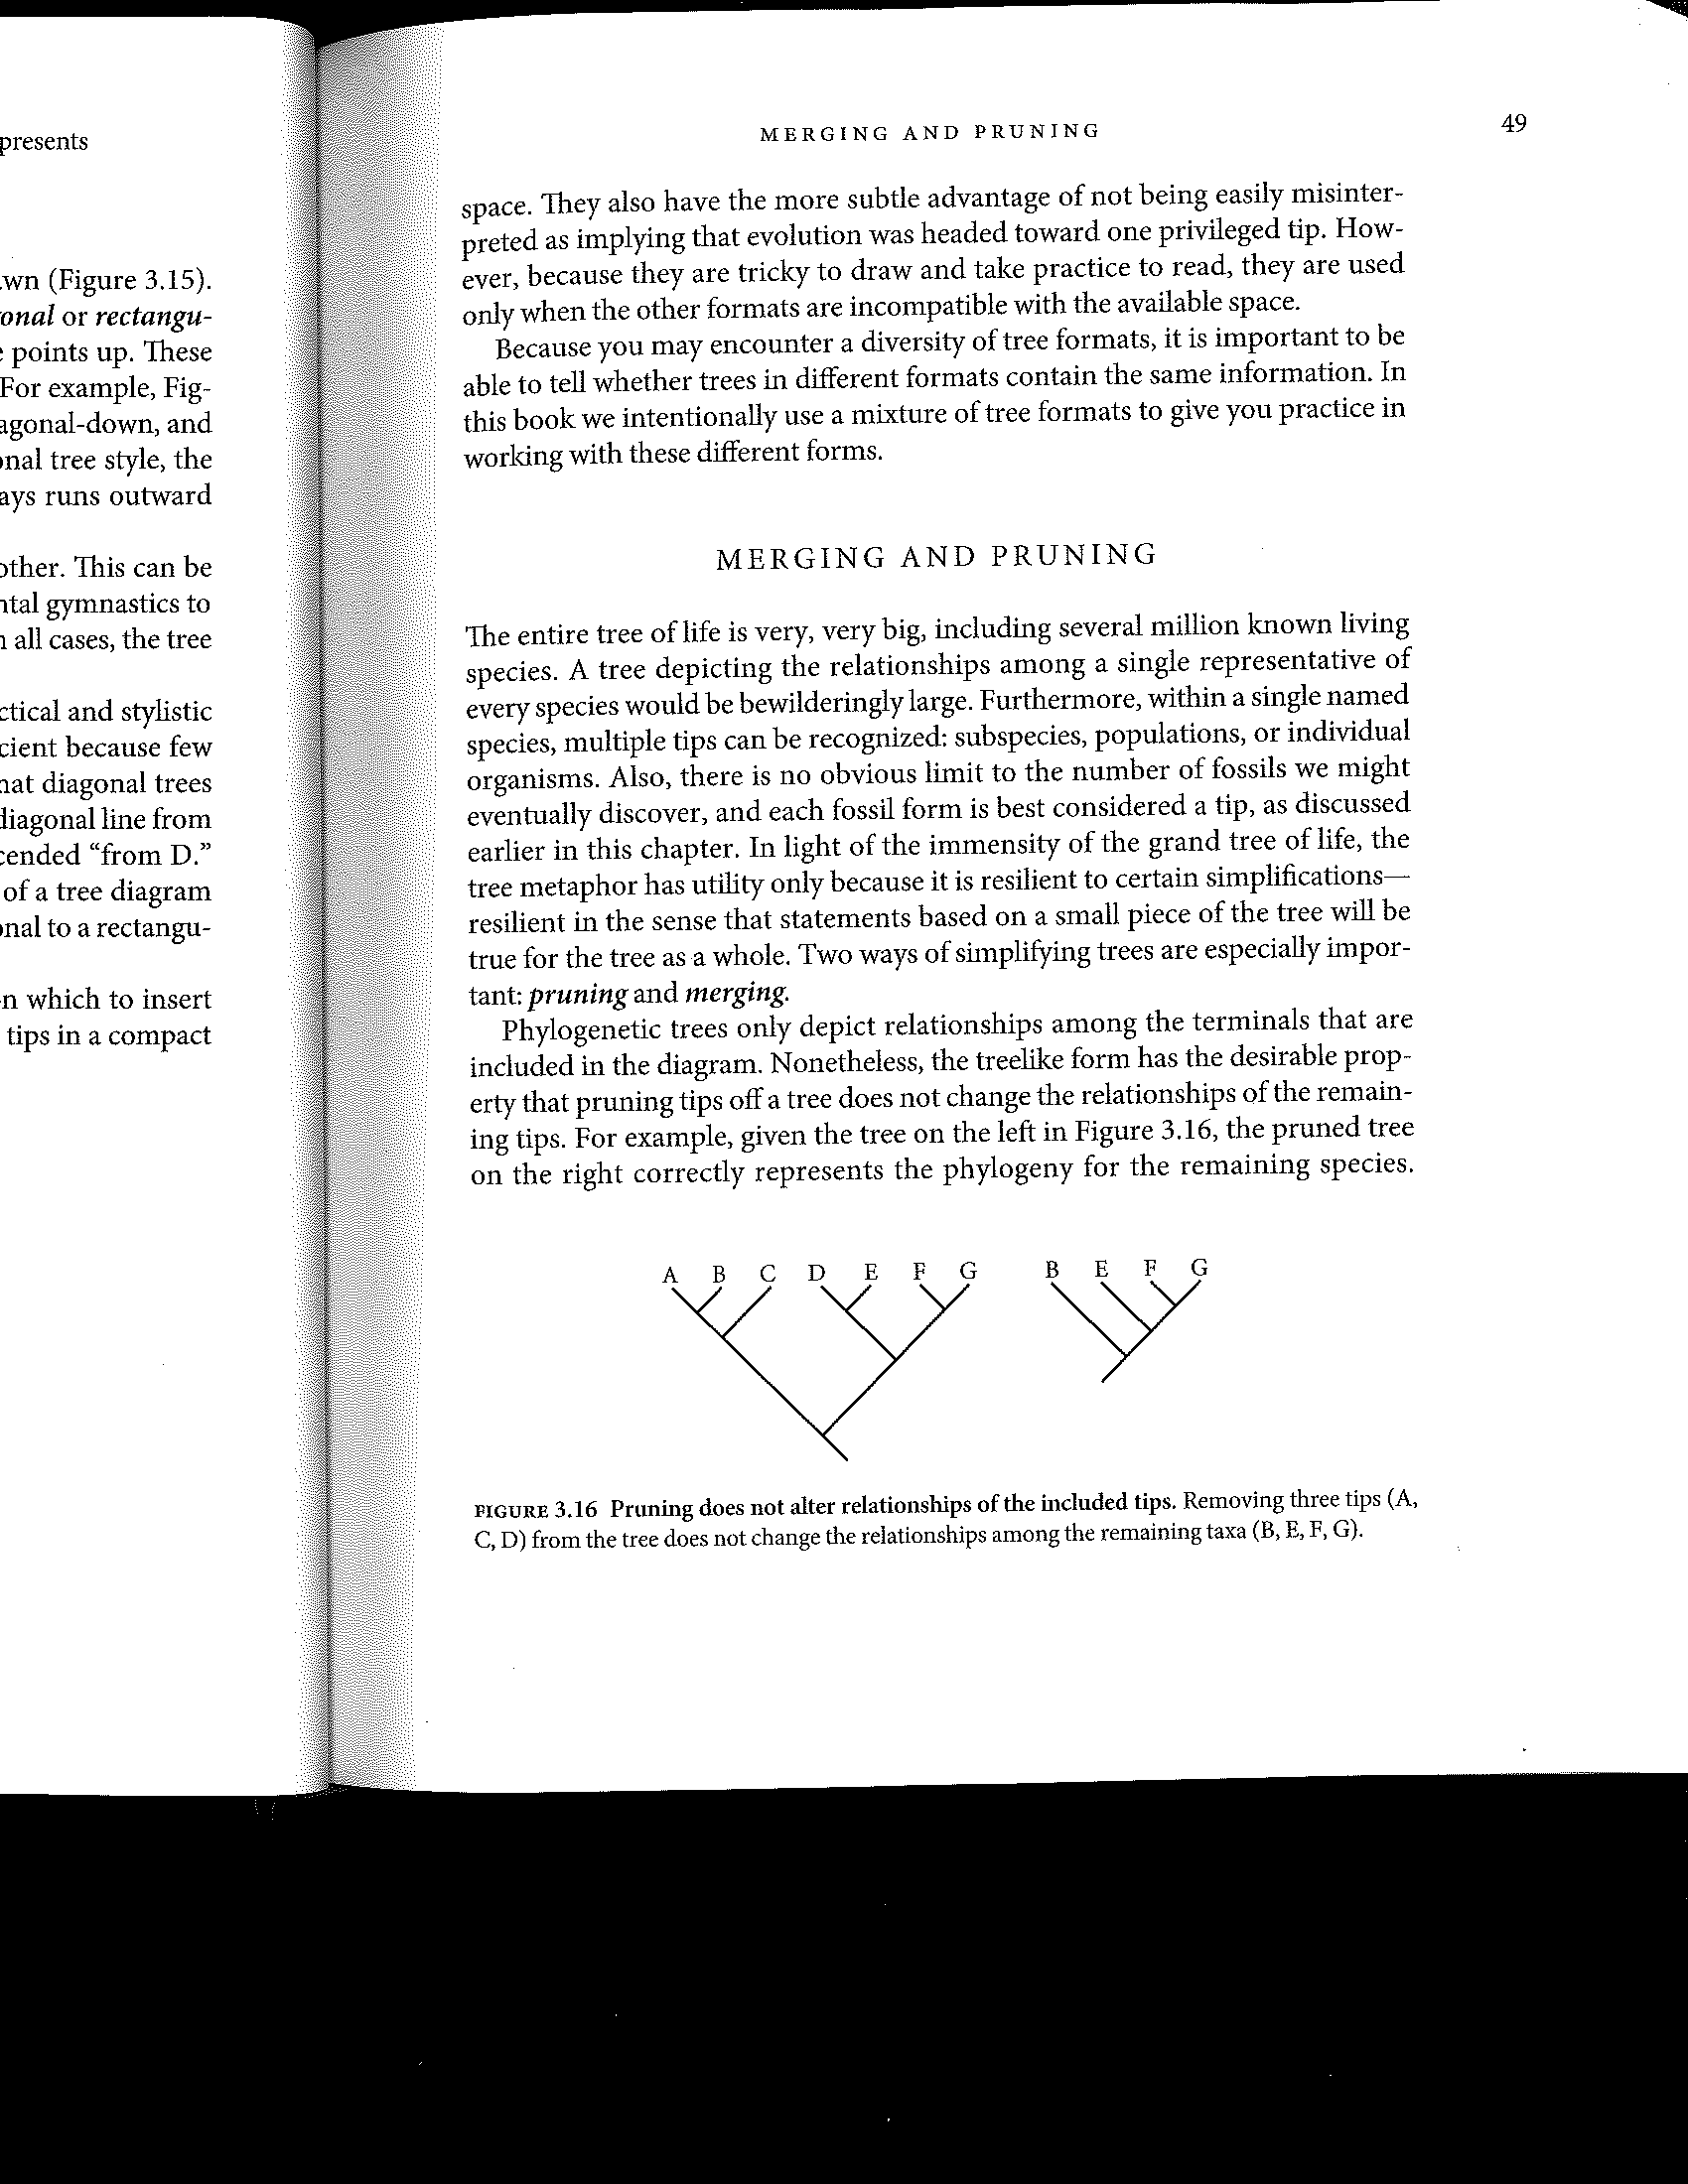 presents
wn (Figure 3.15).
onal or rectangu-
points up. These
For example, Fig-
agonal-down, and
onal tree style, the
ays runs outward
other. This can be
ntal gymnastics to
all cases, the tree
ctical and stylistic
cient because few
hat diagonal trees
diagonal line from
cended “from D.”
of a tree diagram
onal to a rectangu-
n which to insert
tips in a compact
MERGING AND PRUNING 49
space. They also have the more subtle advantage of not being easily misinter-
preted as implying that evolution was headed toward one privileged tip. How-
ever, because they are tricky to draw and take practice to read, they are used
only when the other formats are incompatible with the available space.
Because you may encounter a diversity of tree formats, it is important to be
able to tell whether trees in different formats contain the same information. In
this book we intentionally use a mixture of tree formats to give you practice in
working with these different forms.
MERGING AND PRUNING
The entire tree of life is very, very big, including several million known living
species. A tree depicting the relationships among a single representative of
every species would be bewilderingly large. Furthermore, within a single named
species, multiple tips can be recognized: subspecies, populations, or individual
organisms. Also, there is no obvious limit to the number of fossils we might
eventually discover, and each fossil form is best considered a tip, as discussed
earlier in this chapter. In light of the immensity of the grand tree of life, the
tree metaphor has utility only because it is resilient to certain simplifications—
resilient in the sense that statements based on a small piece of the tree will be
true for the tree as a whole. Two ways of simplifying trees are especially impor-
tant: pruning and merging.
Phylogenetic trees only depict relationships among the terminals that are
included in the diagram. Nonetheless, the treelike form has the desirable prop-
erty that pruning tips off a tree does not change the relationships of the remain-
ing tips. For example, given the tree on the left in Figure 3.16, the pruned tree
on the right correctly represents the phylogeny for the remaining species.
A B C D E F G B E F G
FIGURE 3.16 Pruning does not alter relationships of the included tips. Removing three tips (A,
C, D) from the tree does not change the relationships among the remaining taxa (B, E, F, G).